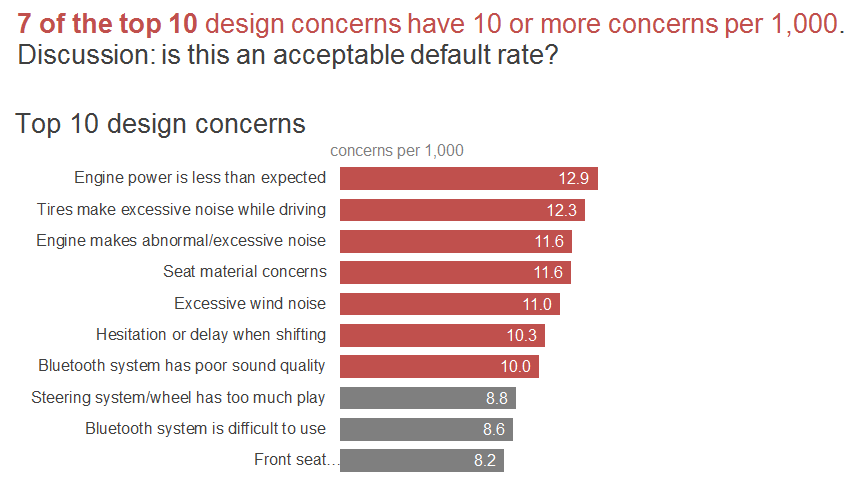 7 of the top 10 design concerns have 10 or more concerns per 1,000.
Discussion: is this an acceptable default rate?
Top 10 design concerns
concerns per 1,000
Engine power is less than expected 12.9
Tires make excessive noise while driving 12.3
Engine makes abnormal/excessive noise 11.6
Seat material concerns 11.6
Excessive wind noise 11.0
Hesitation or delay when shifting 10.3
Bluetooth system has poor sound quality 10.0
Steering system/wheel has too much play 8.8
Bluetooth system is difficult to use 8.6
Front seat... 8.2